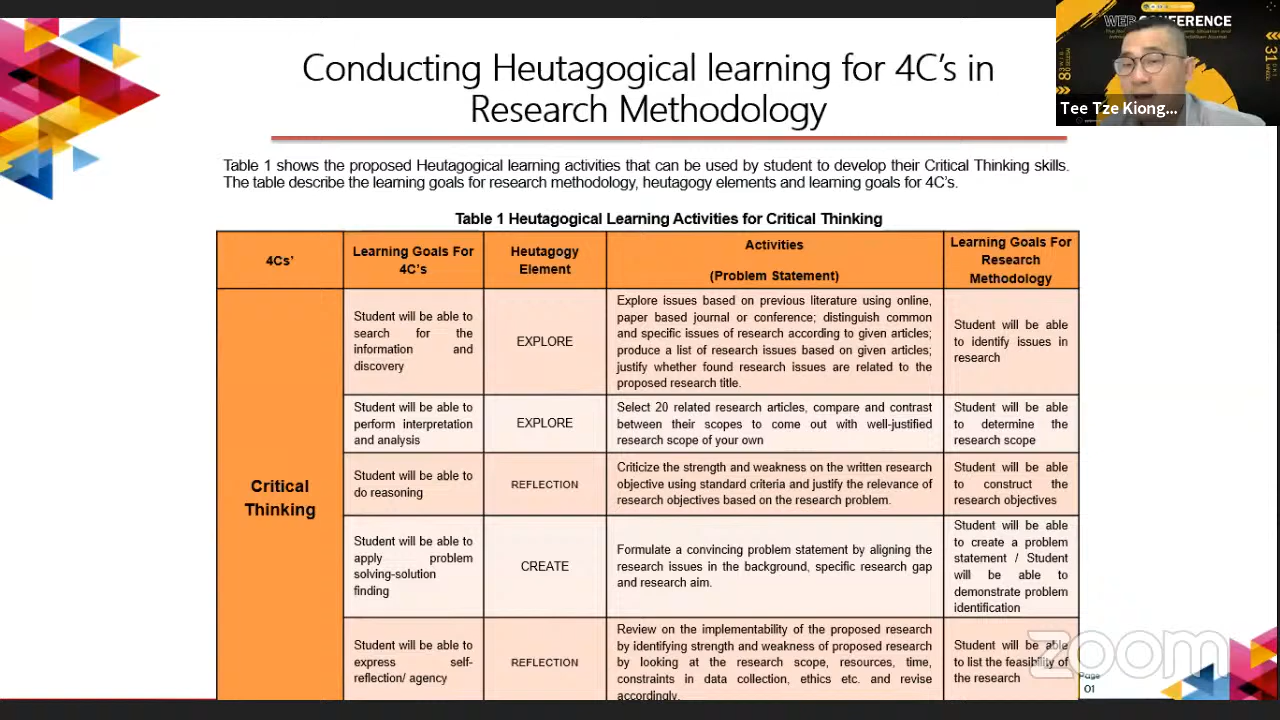 Conducting Heutagogical learning for 4C's in
Research Methodology
WEB CONFERENCE
Tee Tze Kiong...
Table 1 shows the proposed Heutagogical learning activities that can be used by student to develop their Critical Thinking skills.
The table describe the learning goals for research methodology, heutagogy elements and learning goals for 4C's.
Table 1 Heutagogical Learning Activities for Critical Thinking
4Cs'
Learning Goals For
4C's
Heutagogy
Element
Activities
(Problem Statement)
Learning Goals For
Research
Methodology
Critical
Thinking
Student will be able to
search for the
information and
discovery
EXPLORE
Explore issues based on previous literature using online,
paper based journal or conference; distinguish common
and specific issues of research according to given articles;
produce a list of research issues based on given articles;
justify whether found research issues are related to the
proposed research title.
Student will be able
to identify issues in
research
Student will be able to
perform interpretation
and analysis
EXPLORE
Select 20 related research articles, compare and contrast
between their scopes to come out with well-justified
research scope of your own
Student will be able
to determine the
research scope
Student will be able to
do reasoning
REFLECTION
Criticize the strength and weakness on the written research
objective using standard criteria and justify the relevance of
research objectives based on the research problem.
Student will be able
to construct the
research objectives
Student will be able to
apply problem
solving-solution
finding
CREATE
Formulate a convincing problem statement by aligning the
research issues in the background, specific research gap
and research aim.
Student will be able
to create a problem
statement / Student
will be able to
demonstrate problem
identification
Student will be able to
express self-
reflection/ agency
REFLECTION
Review on the implementability of the proposed research
by identifying strength and weakness of proposed research
by looking at the research scope, resources, time,
constraints in data collection, ethics etc. and revise
accordingly.
Student will be able
to list the feasibility of
the research
zoom
Page
01